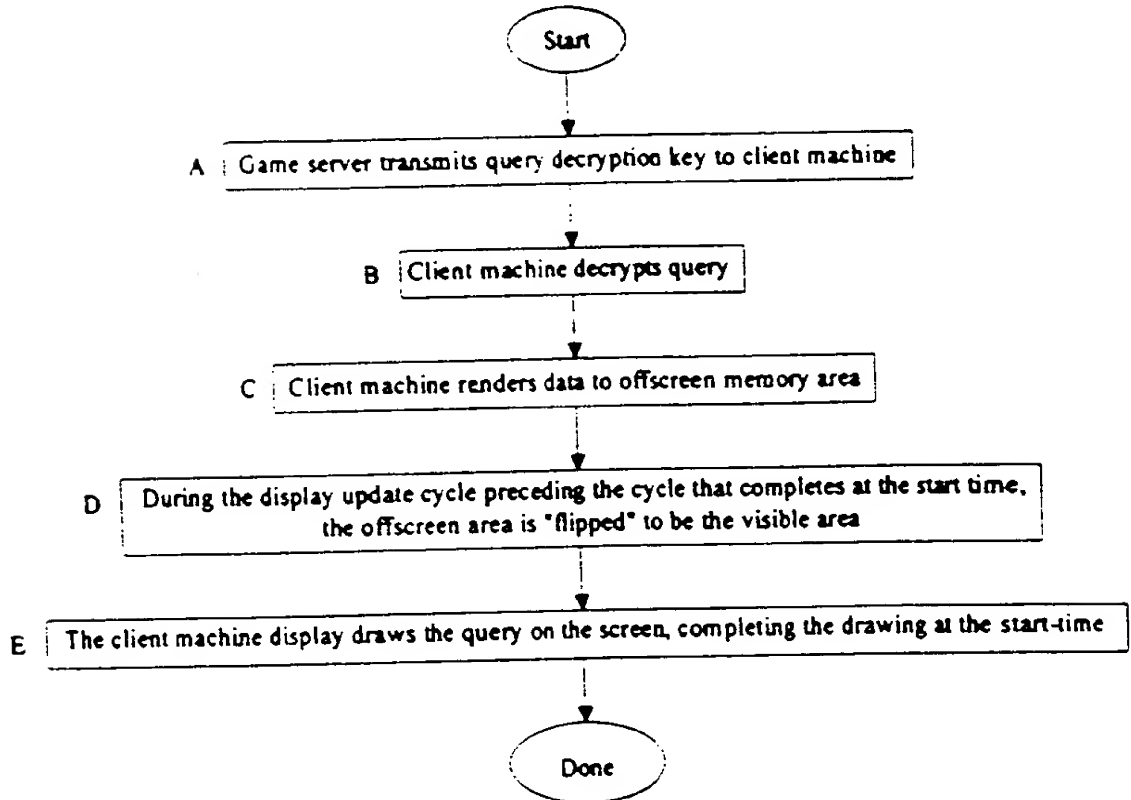 Start
A Game server transmits query decryption key to client machine
B Client machine decrypts query
C Client machine renders data to offscreen memory area
D During the display update cycle preceding the cycle that completes at the start time,
the offscreen area is "flipped" to be the visible area
E The client machine display draws the query on the screen, completing the drawing at the start-time
Done